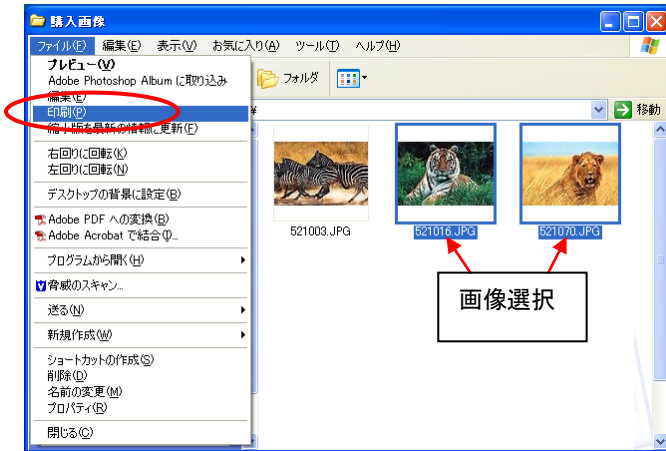 購入画像
ファイル(F) 編集(E) 表示(V) お気に入り(A) ツール(T) ヘルプ(H)
プレビュー(V)
Adobe Photoshop Album に取り込み
編集(E)
印刷(P)
縮小版を最新の情報に更新(F)
右回りに回転(K)
左回りに回転(N)
デスクトップの背景に設定(B)
Adobe PDF への変換(B)
Adobe Acrobat で結合(I)...
プログラムから開く(H)
脅威のスキャン...
送る(N)
新規作成(W)
ショートカットの作成(S)
削除(D)
名前の変更(M)
プロパティ(R)
閉じる(C)
フォルダ
¥
移動
521003.JPG
521016.JPG
521070.JPG
画像選択